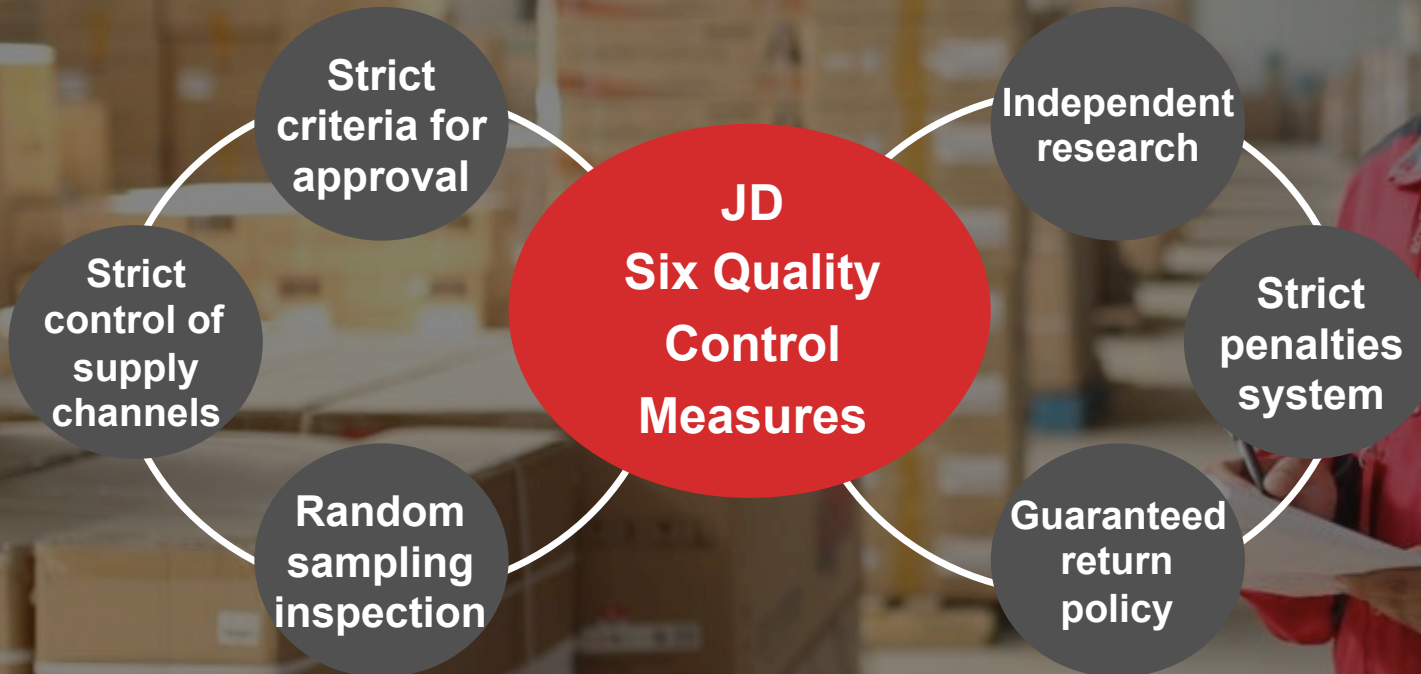 JD
Six Quality
Control
Measures
Strict
criteria for
approval
Strict
control of
supply
channels
Random
sampling
inspection
Independent
research
Strict
penalties
system
Guaranteed
return
policy